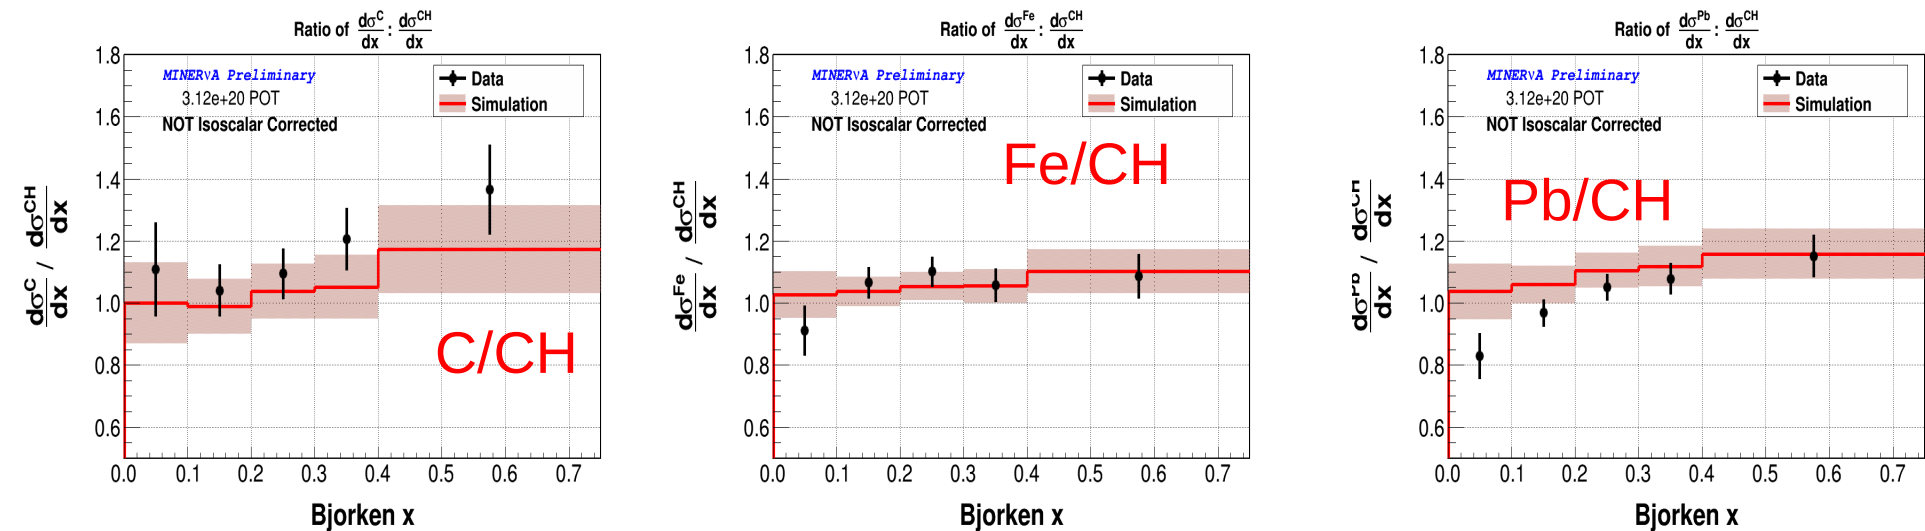 Ratio of dσ^C/dx : dσ^CH/dx
1.8
1.6
1.4
1.2
1.0
0.8
0.6
MINERνA Preliminary
3.12e+20 POT
NOT Isoscalar Corrected
Data
Simulation
C/CH
dσ^C/dx / dσ^CH/dx
0.0 0.1 0.2 0.3 0.4 0.5 0.6 0.7
Bjorken x
Ratio of dσ^Fe/dx : dσ^CH/dx
1.8
1.6
1.4
1.2
1.0
0.8
0.6
MINERνA Preliminary
3.12e+20 POT
NOT Isoscalar Corrected
Data
Simulation
Fe/CH
dσ^Fe/dx / dσ^CH/dx
0.0 0.1 0.2 0.3 0.4 0.5 0.6 0.7
Bjorken x
Ratio of dσ^Pb/dx : dσ^CH/dx
1.8
1.6
1.4
1.2
1.0
0.8
0.6
MINERνA Preliminary
3.12e+20 POT
NOT Isoscalar Corrected
Data
Simulation
Pb/CH
dσ^Pb/dx / dσ^CH/dx
0.0 0.1 0.2 0.3 0.4 0.5 0.6 0.7
Bjorken x